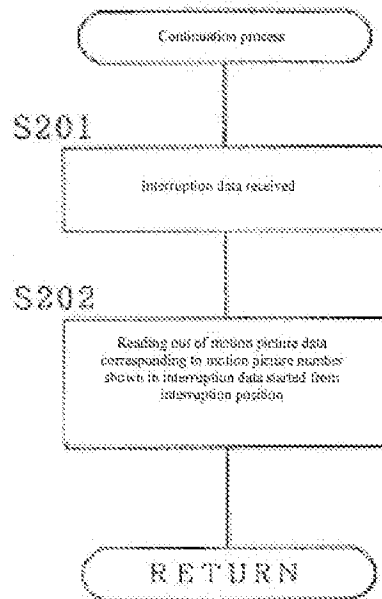 Continuation process
S201
Interruption data received
S202
Reading out of motion picture data
corresponding to motion picture number
shown in interruption data started from
interruption position
RETURN